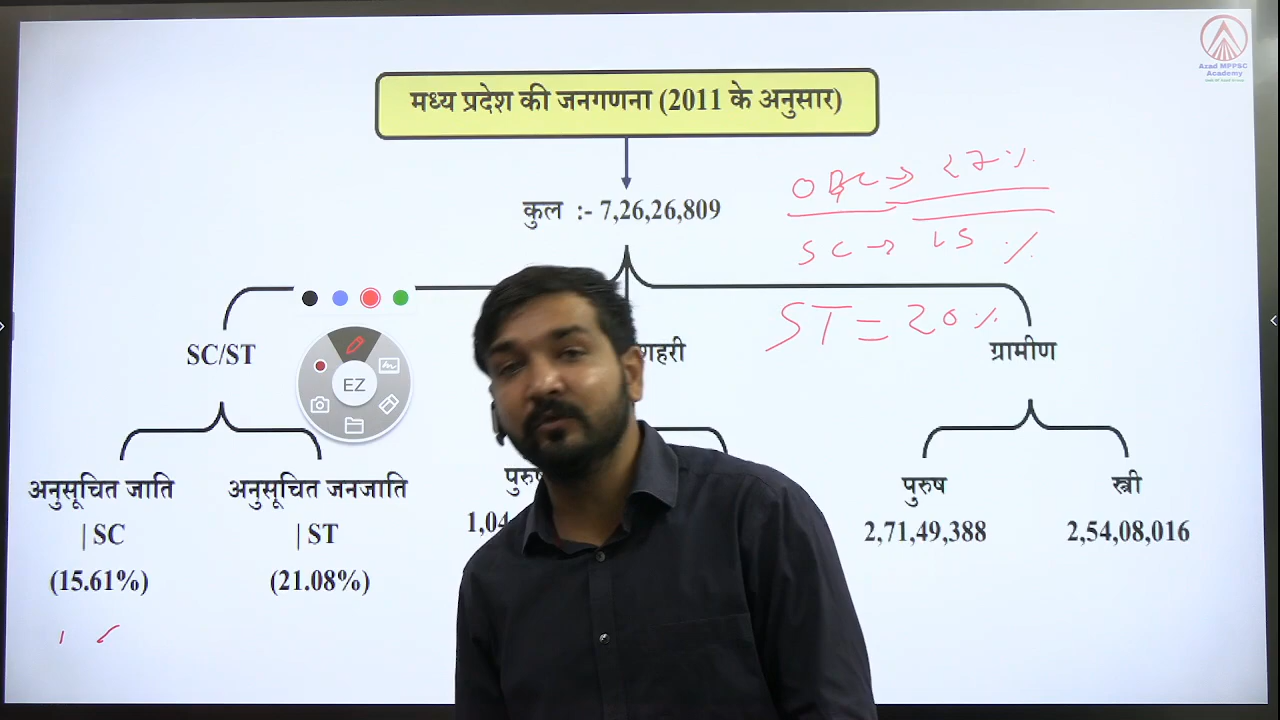 Azad MPPSC
Academy
मध्य प्रदेश की जनगणना (2011 के अनुसार)
कुल :- 7,26,26,809
OBC → 27 %
SC → 15 %
ST = 20 %
SC/ST
शहरी
ग्रामीण
EZ
अनुसूचित जाति
| SC
(15.61%)
अनुसूचित जनजाति
| ST
(21.08%)
पुरुष
1,04
पुरुष
2,71,49,388
स्त्री
2,54,08,016